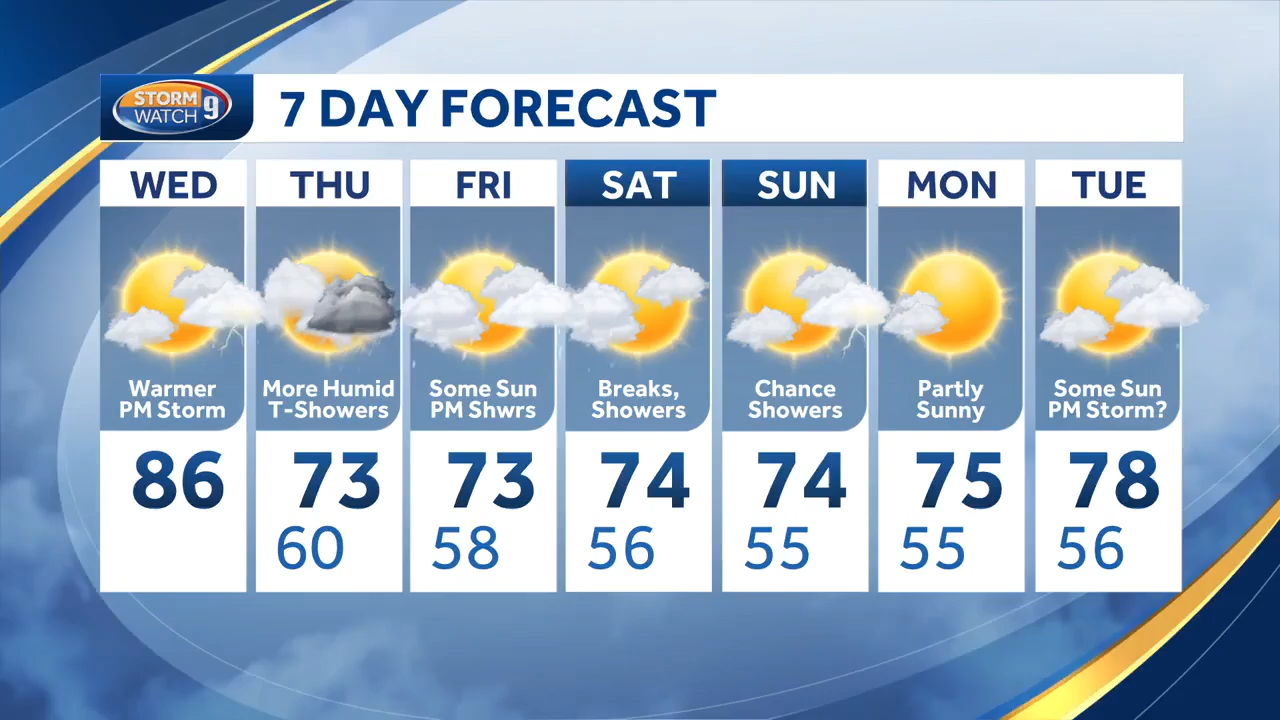 STORM
WATCH 9
7 DAY FORECAST
WED
THU
FRI
SAT
SUN
MON
TUE
Warmer
PM Storm
More Humid
T-Showers
Some Sun
PM Shwrs
Breaks,
Showers
Chance
Showers
Partly
Sunny
Some Sun
PM Storm?
86
73
73
74
74
75
78
60
58
56
55
55
56